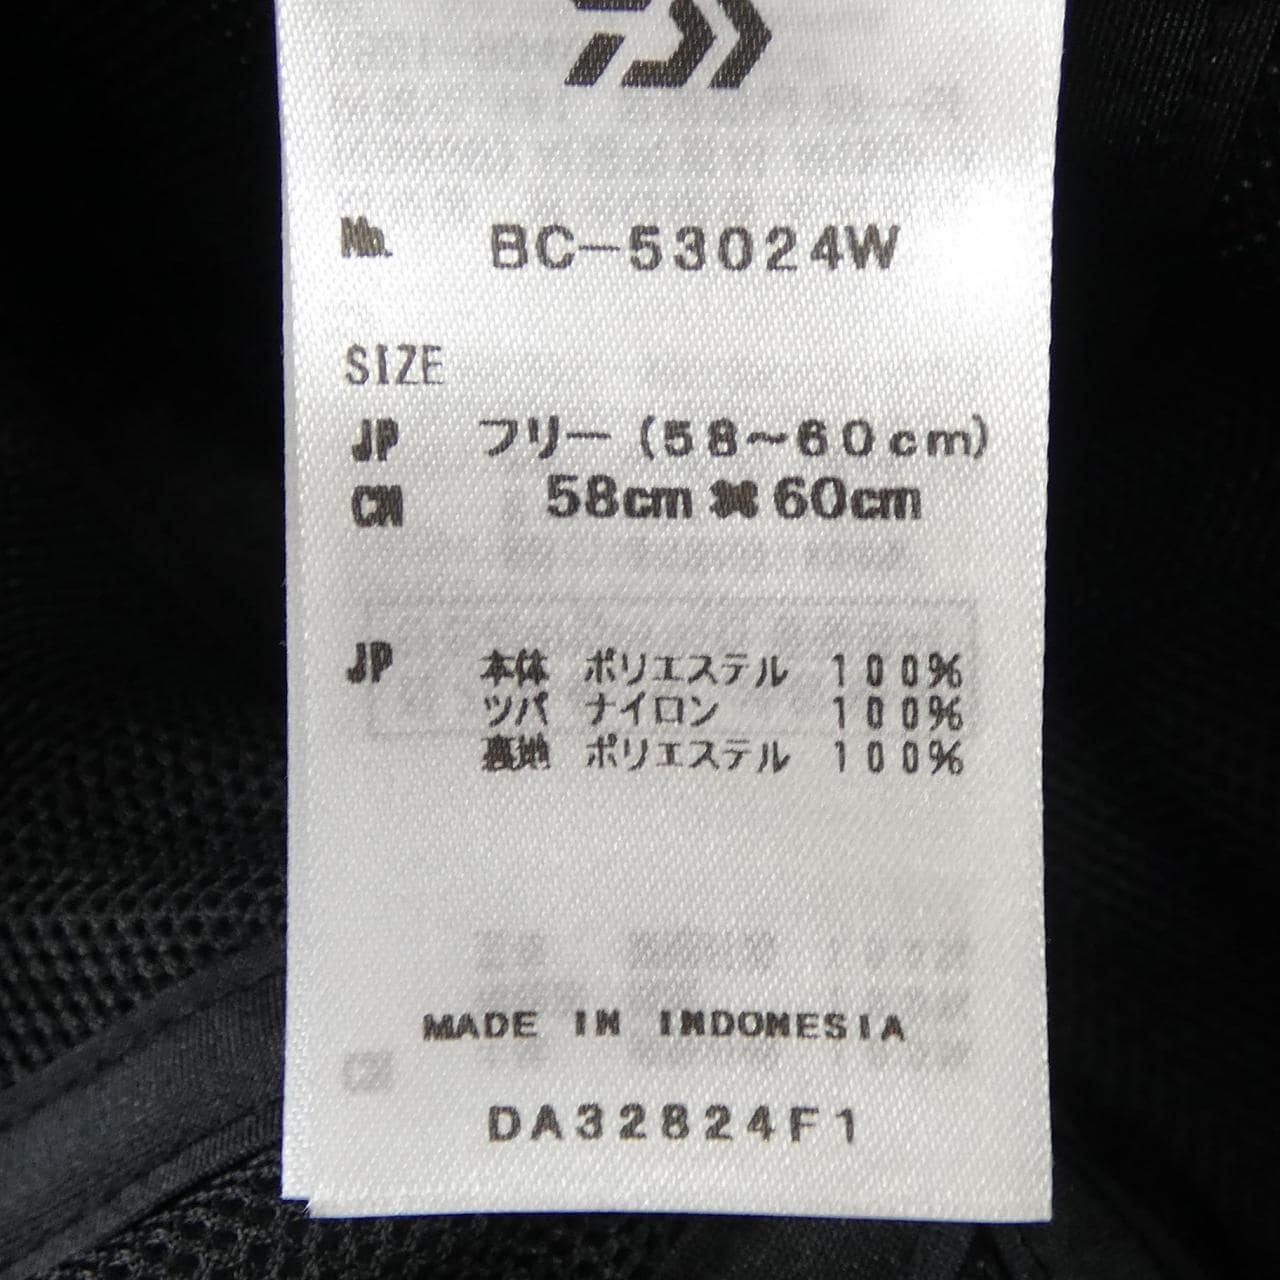 No. BC-53024W
SIZE
JP フリー(58~60cm)
CN 58cm 60cm
JP 本体 ポリエステル 100%
ツバ ナイロン 100%
裏地 ポリエステル 100%
MADE IN INDONESIA
DA32824F1